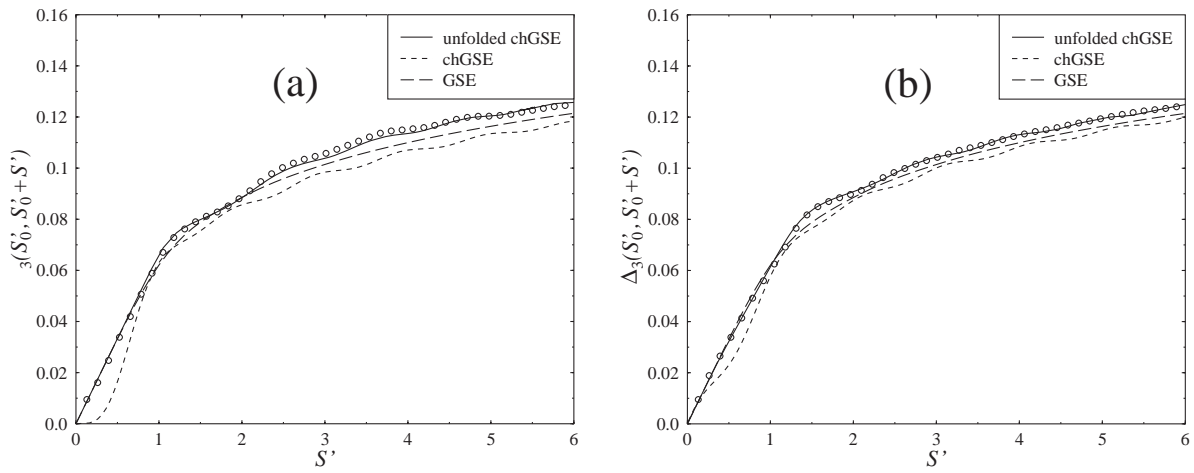 0.16
0.14
0.12
0.1
0.08
0.06
0.04
0.02
0.0
0 1 2 3 4 5 6
S’
₃(S’₀, S’₀+S’)
(a)
unfolded chGSE
chGSE
GSE
0.16
0.14
0.12
0.1
0.08
0.06
0.04
0.02
0.0
0 1 2 3 4 5 6
S’
Δ₃(S’₀, S’₀+S’)
(b)
unfolded chGSE
chGSE
GSE